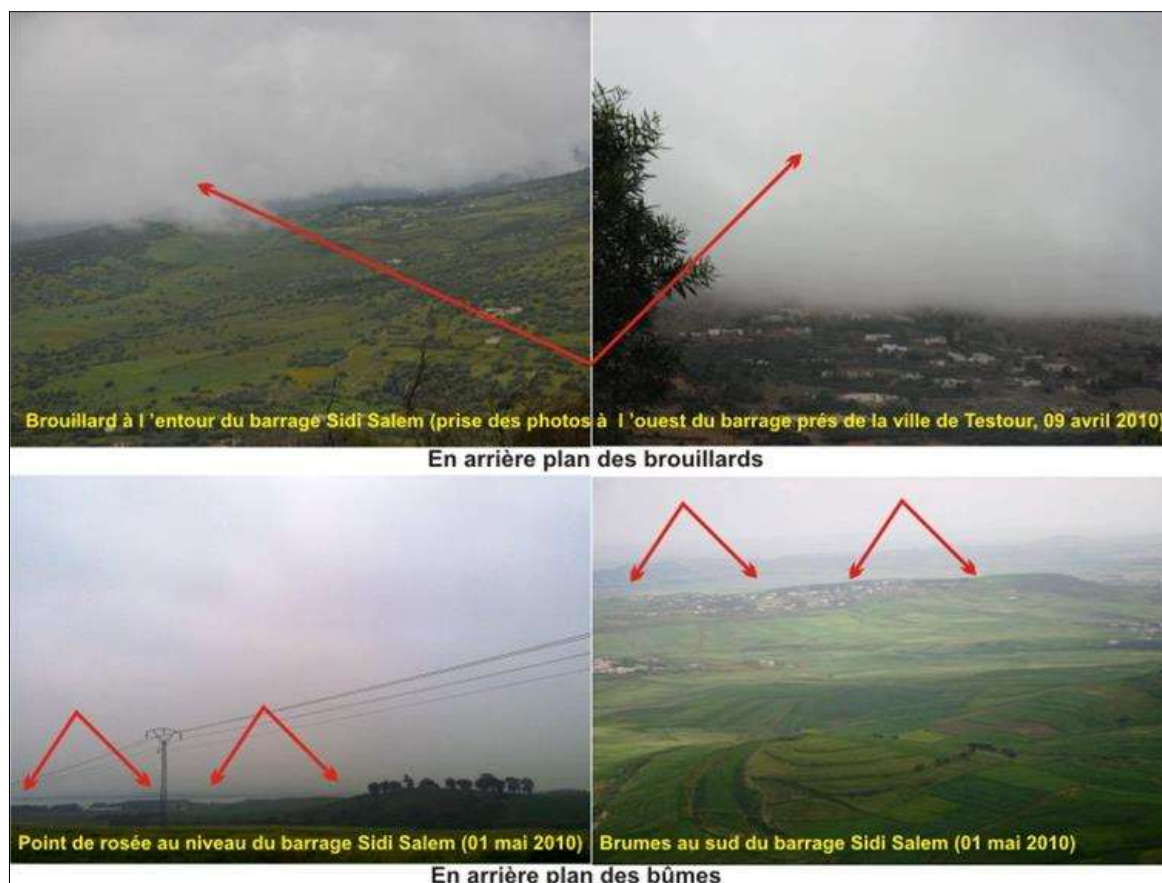 Brouillard à l 'entour du barrage Sidi Salem (prise des photos à l 'ouest du barrage prés de la ville de Testour, 09 avril 2010)
En arrière plan des brouillards
Point de rosée au niveau du barrage Sidi Salem (01 mai 2010)
Brumes au sud du barrage Sidi Salem (01 mai 2010)
En arrière plan des bûmes